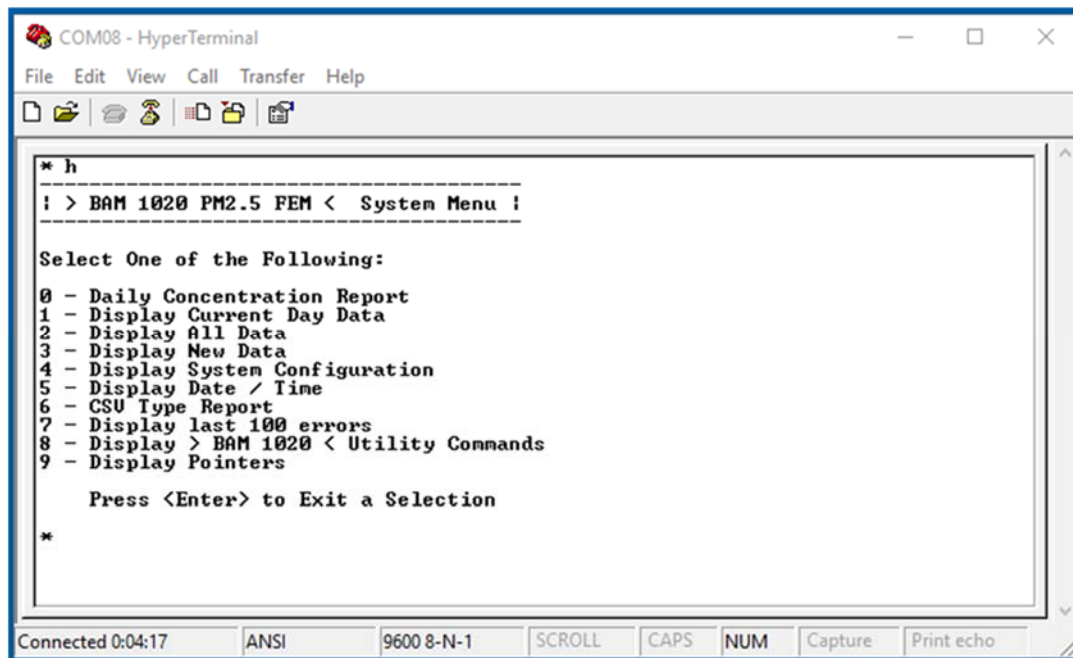 COM08 - HyperTerminal
File Edit View Call Transfer Help
* h
----------------------------------------
¦ > BAM 1020 PM2.5 FEM < System Menu ¦
----------------------------------------
Select One of the Following:
0 - Daily Concentration Report
1 - Display Current Day Data
2 - Display All Data
3 - Display New Data
4 - Display System Configuration
5 - Display Date / Time
6 - CSV Type Report
7 - Display last 100 errors
8 - Display > BAM 1020 < Utility Commands
9 - Display Pointers
Press <Enter> to Exit a Selection
*
Connected 0:04:17 ANSI 9600 8-N-1 SCROLL CAPS NUM Capture Print echo